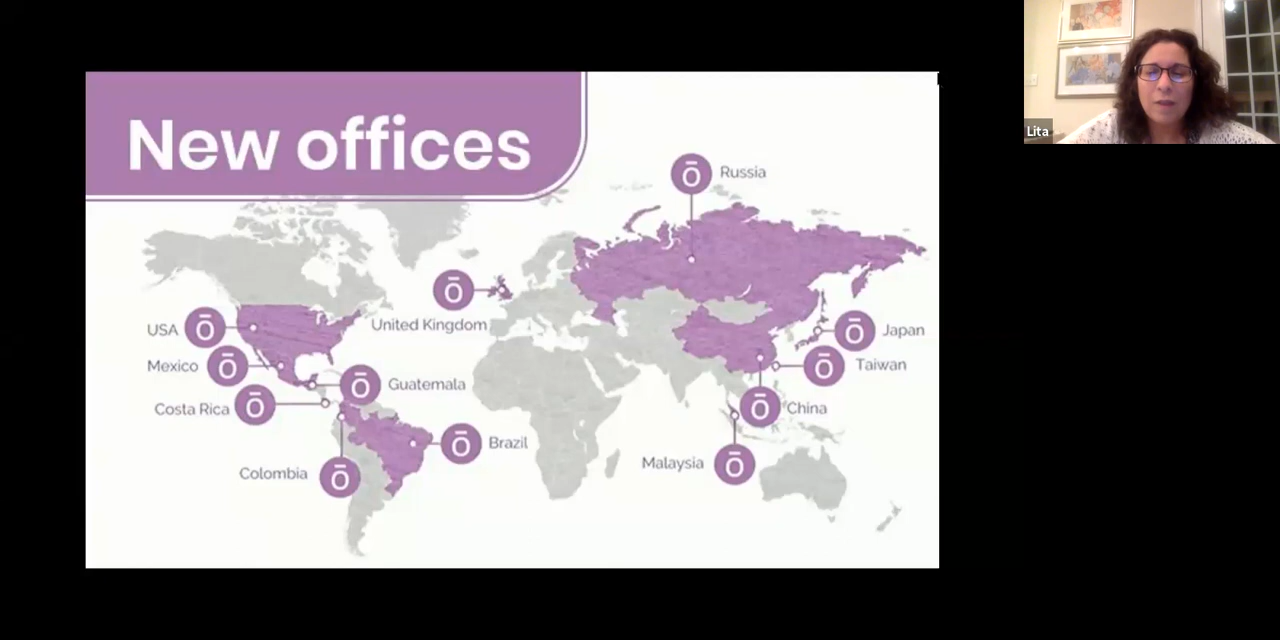 New offices
Lita
ō Russia
ō
United Kingdom
USA ō
ō Japan
Mexico ō
ō Taiwan
ō Guatemala
Costa Rica ō
ō China
ō Brazil
Malaysia ō
Colombia ō